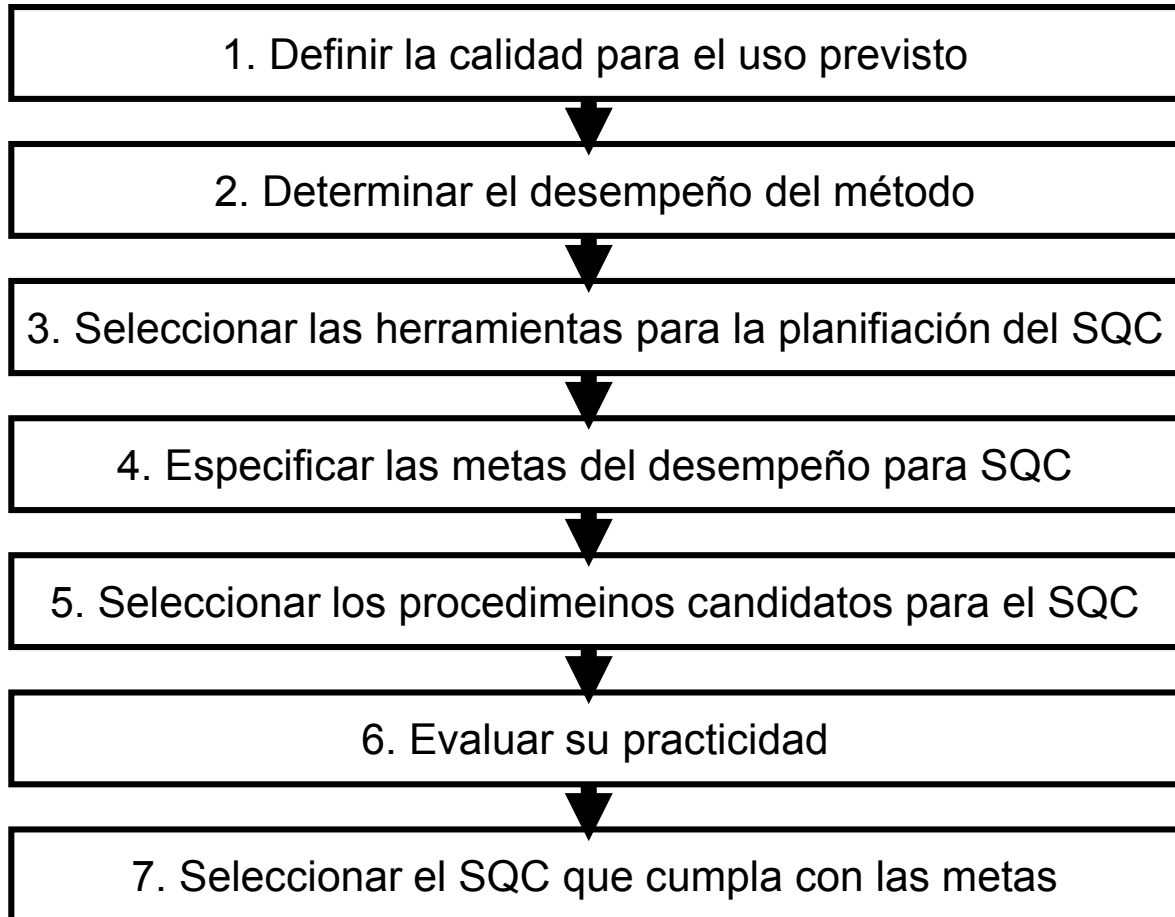 1. Definir la calidad para el uso previsto
2. Determinar el desempeño del método
3. Seleccionar las herramientas para la planifiación del SQC
4. Especificar las metas del desempeño para SQC
5. Seleccionar los procedimeinos candidatos para el SQC
6. Evaluar su practicidad
7. Seleccionar el SQC que cumpla con las metas